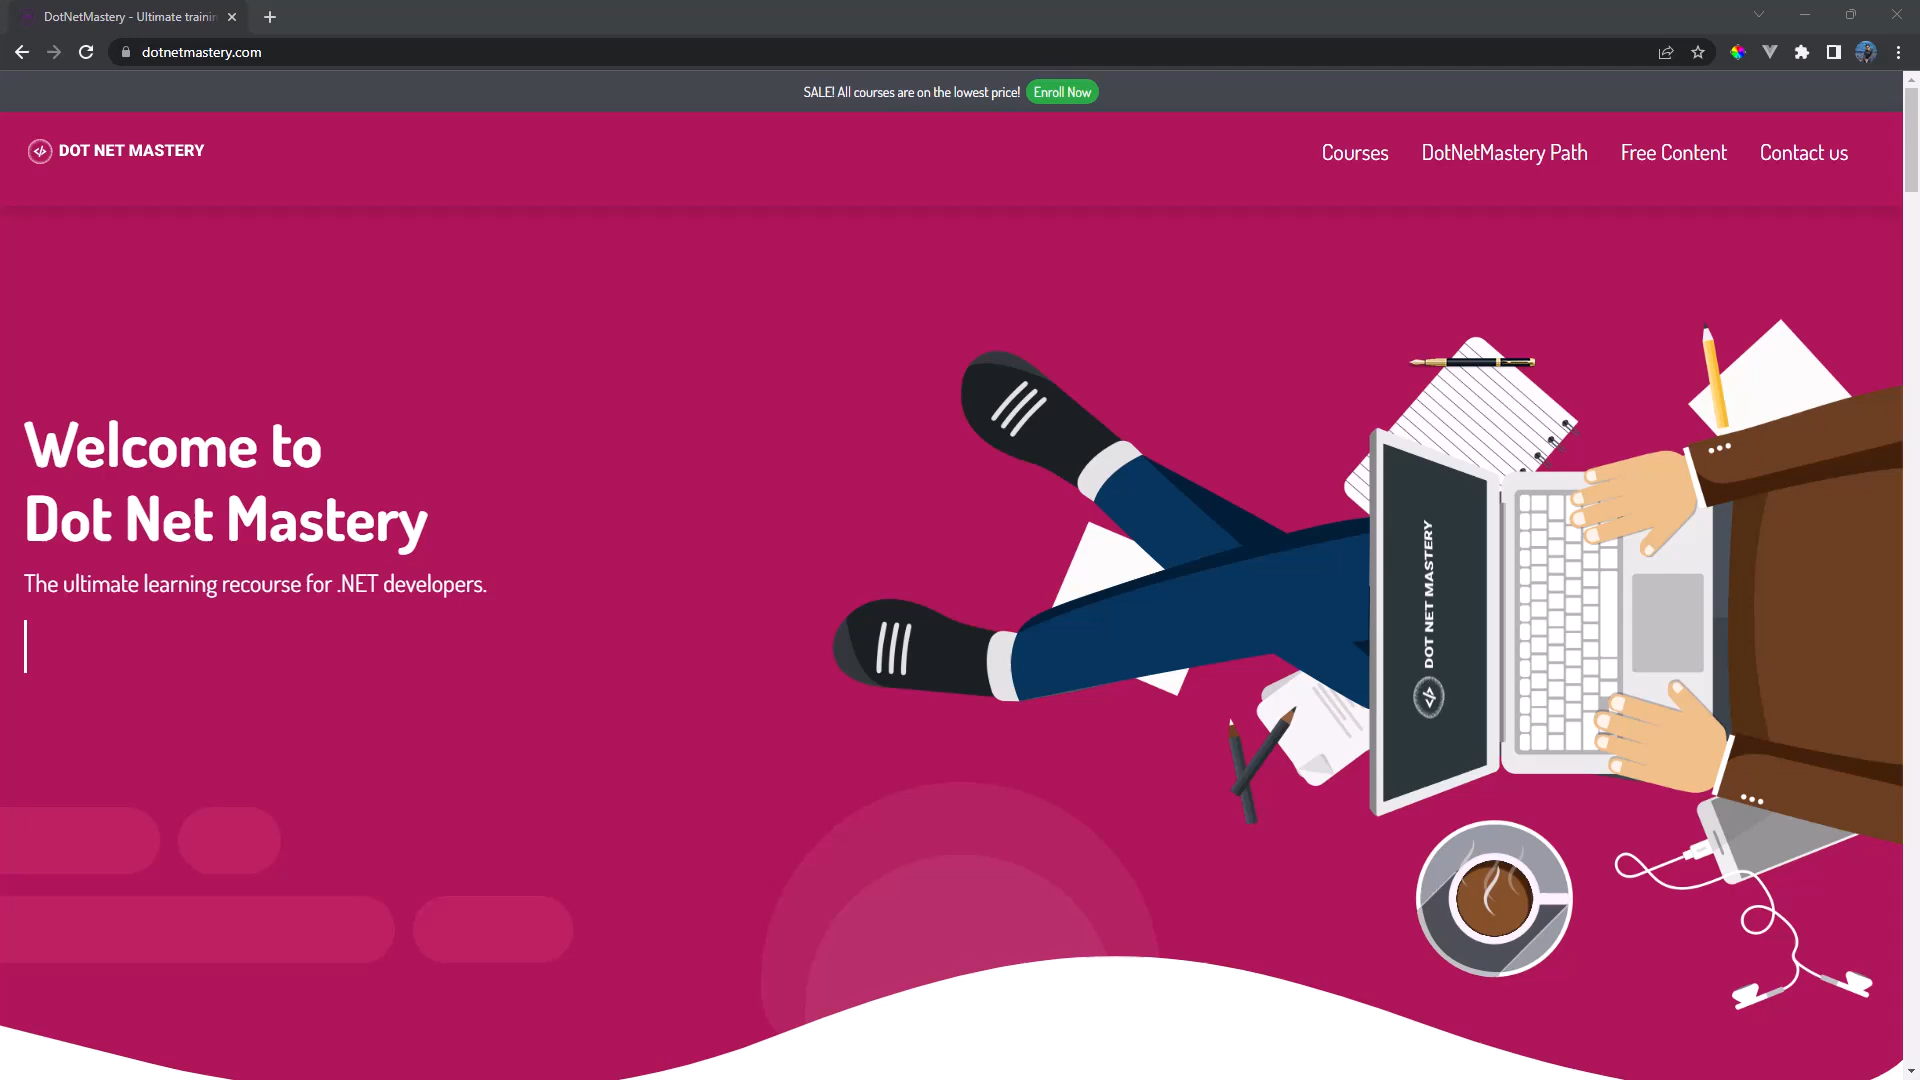 DotNetMastery - Ultimate trainin
dotnetmastery.com
SALE! All courses are on the lowest price! Enroll Now
DOT NET MASTERY
Courses DotNetMastery Path Free Content Contact us
Welcome to
Dot Net Mastery
The ultimate learning recourse for .NET developers.
DOT NET MASTERY